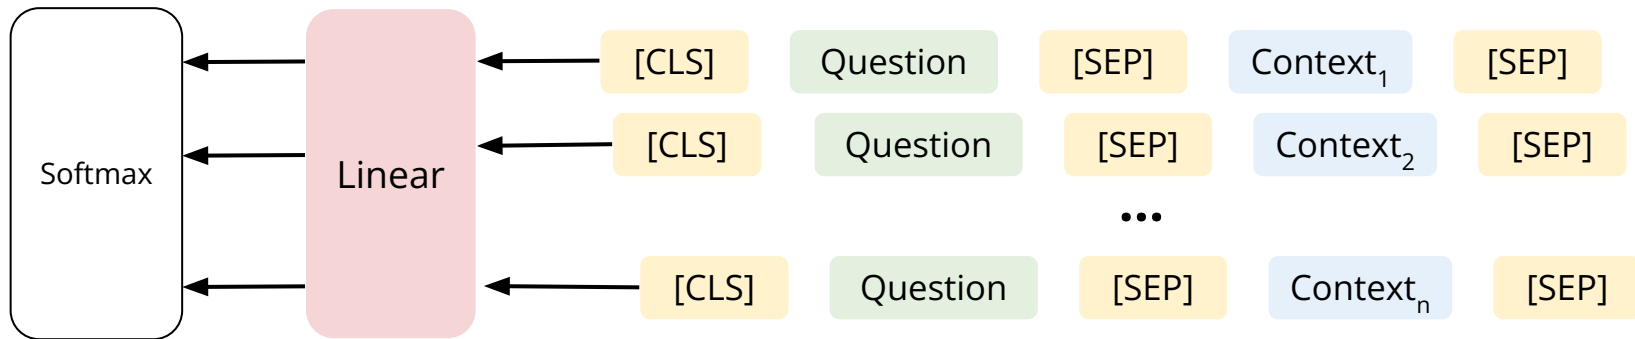 [CLS] Question [SEP] Context1 [SEP]
[CLS] Question [SEP] Context2 [SEP]
Softmax Linear
...
[CLS] Question [SEP] Contextn [SEP]